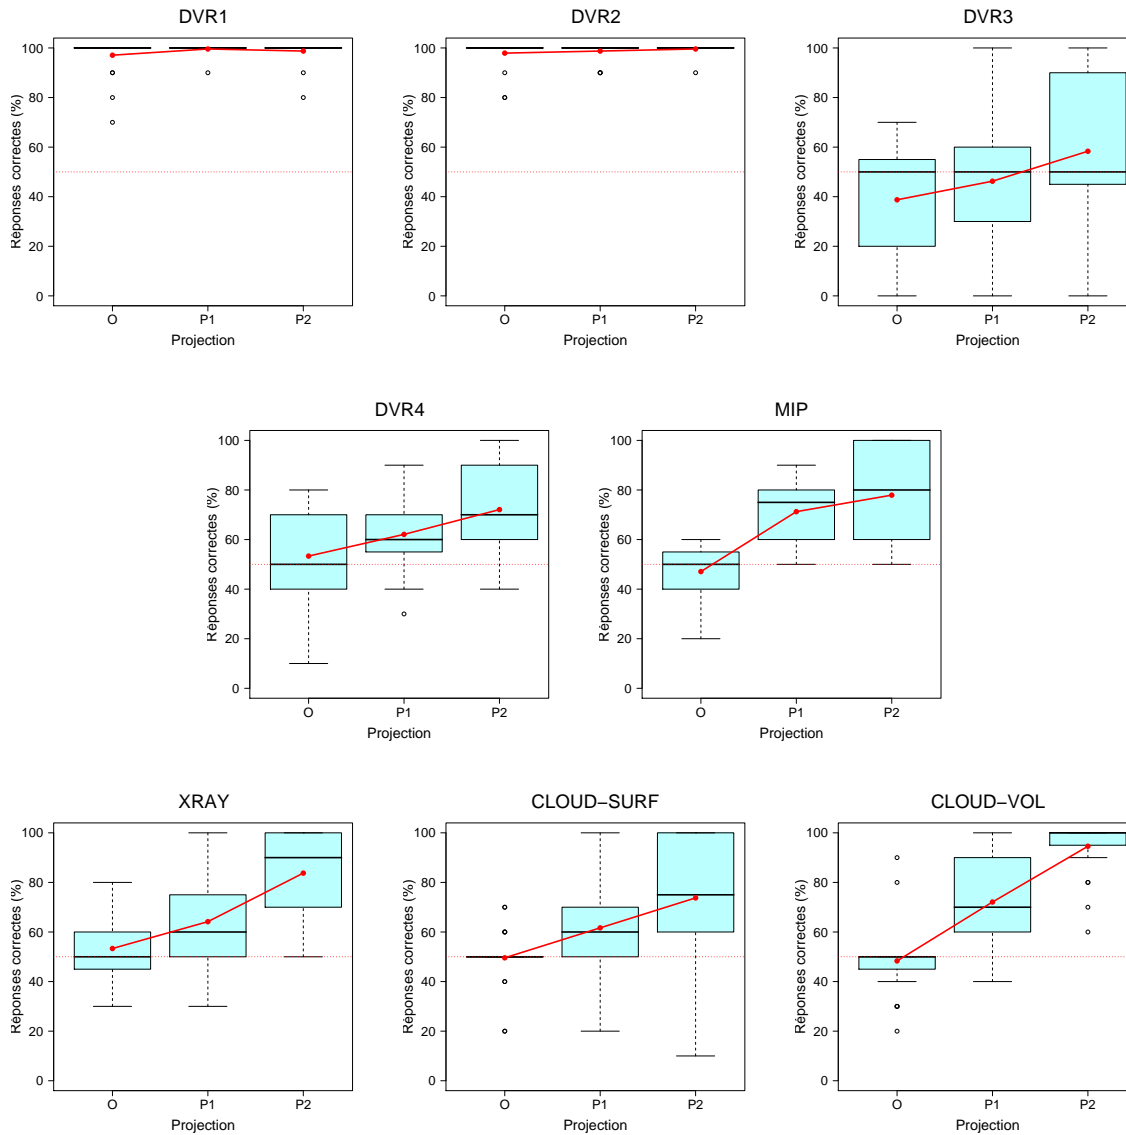 DVR1
DVR2
DVR3
Réponses correctes (%)
100
80
60
40
20
0
O
P1
P2
Projection
Réponses correctes (%)
100
80
60
40
20
0
O
P1
P2
Projection
Réponses correctes (%)
100
80
60
40
20
0
O
P1
P2
Projection
DVR4
MIP
Réponses correctes (%)
100
80
60
40
20
0
O
P1
P2
Projection
Réponses correctes (%)
100
80
60
40
20
0
O
P1
P2
Projection
XRAY
CLOUD−SURF
CLOUD−VOL
Réponses correctes (%)
100
80
60
40
20
0
O
P1
P2
Projection
Réponses correctes (%)
100
80
60
40
20
0
O
P1
P2
Projection
Réponses correctes (%)
100
80
60
40
20
0
O
P1
P2
Projection